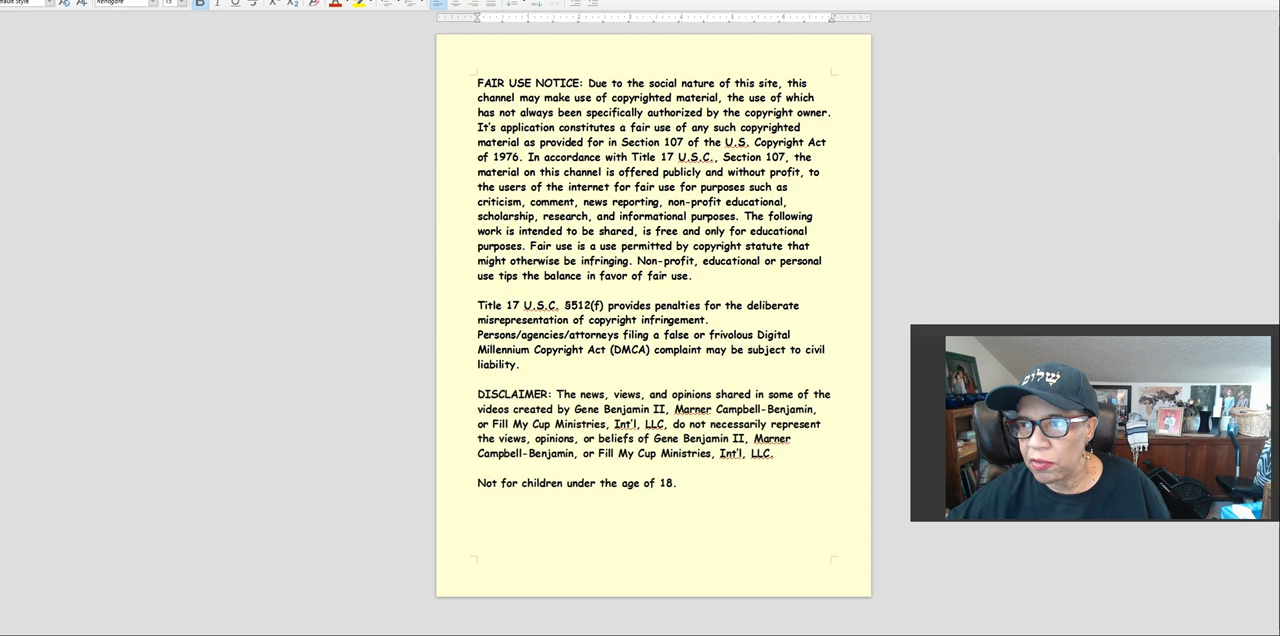 FAIR USE NOTICE: Due to the social nature of this site, this
channel may make use of copyrighted material, the use of which
has not always been specifically authorized by the copyright owner.
It's application constitutes a fair use of any such copyrighted
material as provided for in Section 107 of the U.S. Copyright Act
of 1976. In accordance with Title 17 U.S.C., Section 107, the
material on this channel is offered publicly and without profit, to
the users of the internet for fair use for purposes such as
criticism, comment, news reporting, non-profit educational,
scholarship, research, and informational purposes. The following
work is intended to be shared, is free and only for educational
purposes. Fair use is a use permitted by copyright statute that
might otherwise be infringing. Non-profit, educational or personal
use tips the balance in favor of fair use.
Title 17 U.S.C. §512(f) provides penalties for the deliberate
misrepresentation of copyright infringement.
Persons/agencies/attorneys filing a false or frivolous Digital
Millennium Copyright Act (DMCA) complaint may be subject to civil
liability.
DISCLAIMER: The news, views, and opinions shared in some of the
videos created by Gene Benjamin II, Marner Campbell-Benjamin,
or Fill My Cup Ministries, Int'l, LLC, do not necessarily represent
the views, opinions, or beliefs of Gene Benjamin II, Marner
Campbell-Benjamin, or Fill My Cup Ministries, Int'l, LLC.
Not for children under the age of 18.
שָׁלוֹם